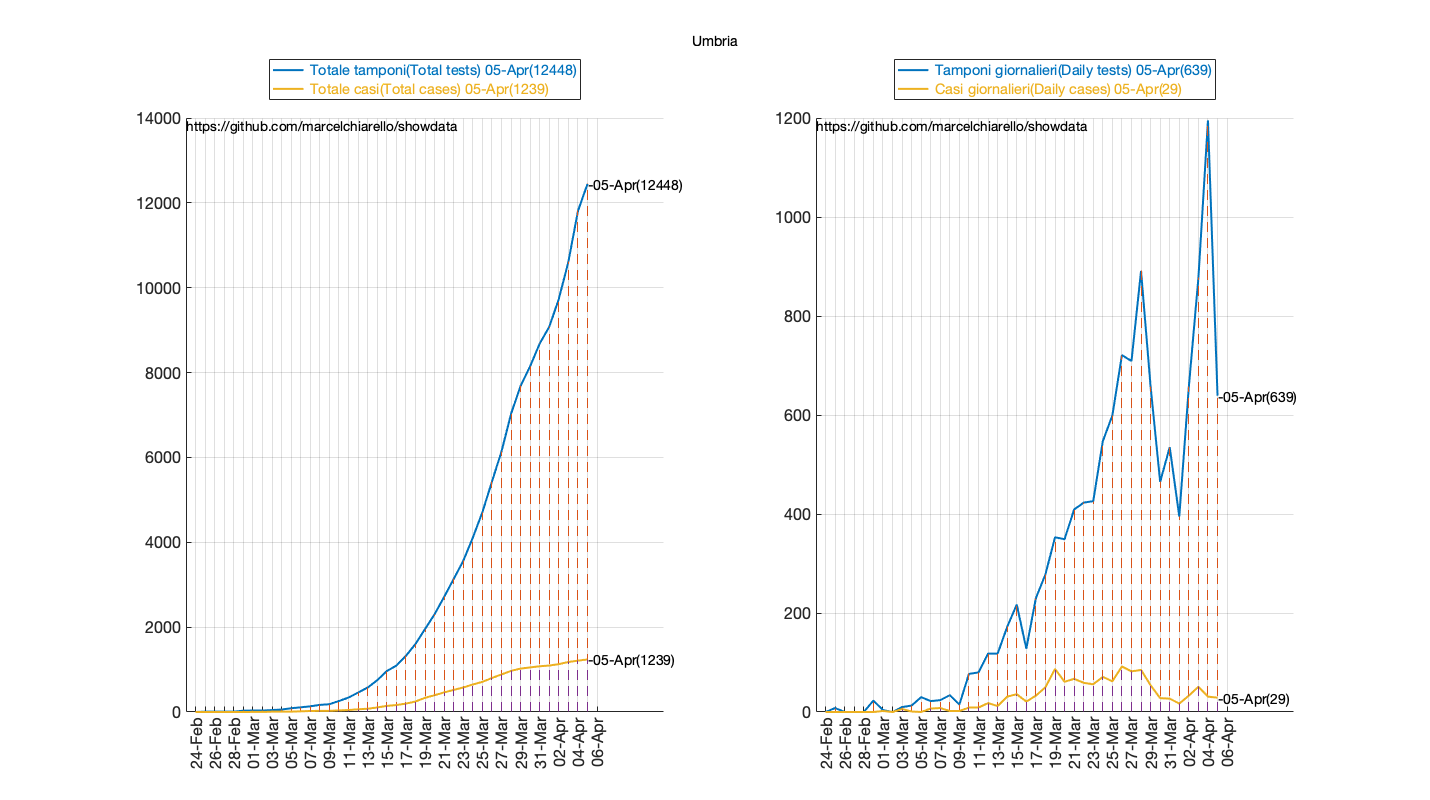 Umbria
Totale tamponi(Total tests) 05-Apr(12448)
Totale casi(Total cases) 05-Apr(1239)
14000
https://github.com/marcelchiarello/showdata
12000
10000
8000
6000
4000
2000
0
-05-Apr(12448)
-05-Apr(1239)
24-Feb
26-Feb
28-Feb
01-Mar
03-Mar
05-Mar
07-Mar
09-Mar
11-Mar
13-Mar
15-Mar
17-Mar
19-Mar
21-Mar
23-Mar
25-Mar
27-Mar
29-Mar
31-Mar
02-Apr
04-Apr
06-Apr
Tamponi giornalieri(Daily tests) 05-Apr(639)
Casi giornalieri(Daily cases) 05-Apr(29)
1200
https://github.com/marcelchiarello/showdata
1000
800
600
400
200
0
-05-Apr(639)
-05-Apr(29)
24-Feb
26-Feb
28-Feb
01-Mar
03-Mar
05-Mar
07-Mar
09-Mar
11-Mar
13-Mar
15-Mar
17-Mar
19-Mar
21-Mar
23-Mar
25-Mar
27-Mar
29-Mar
31-Mar
02-Apr
04-Apr
06-Apr